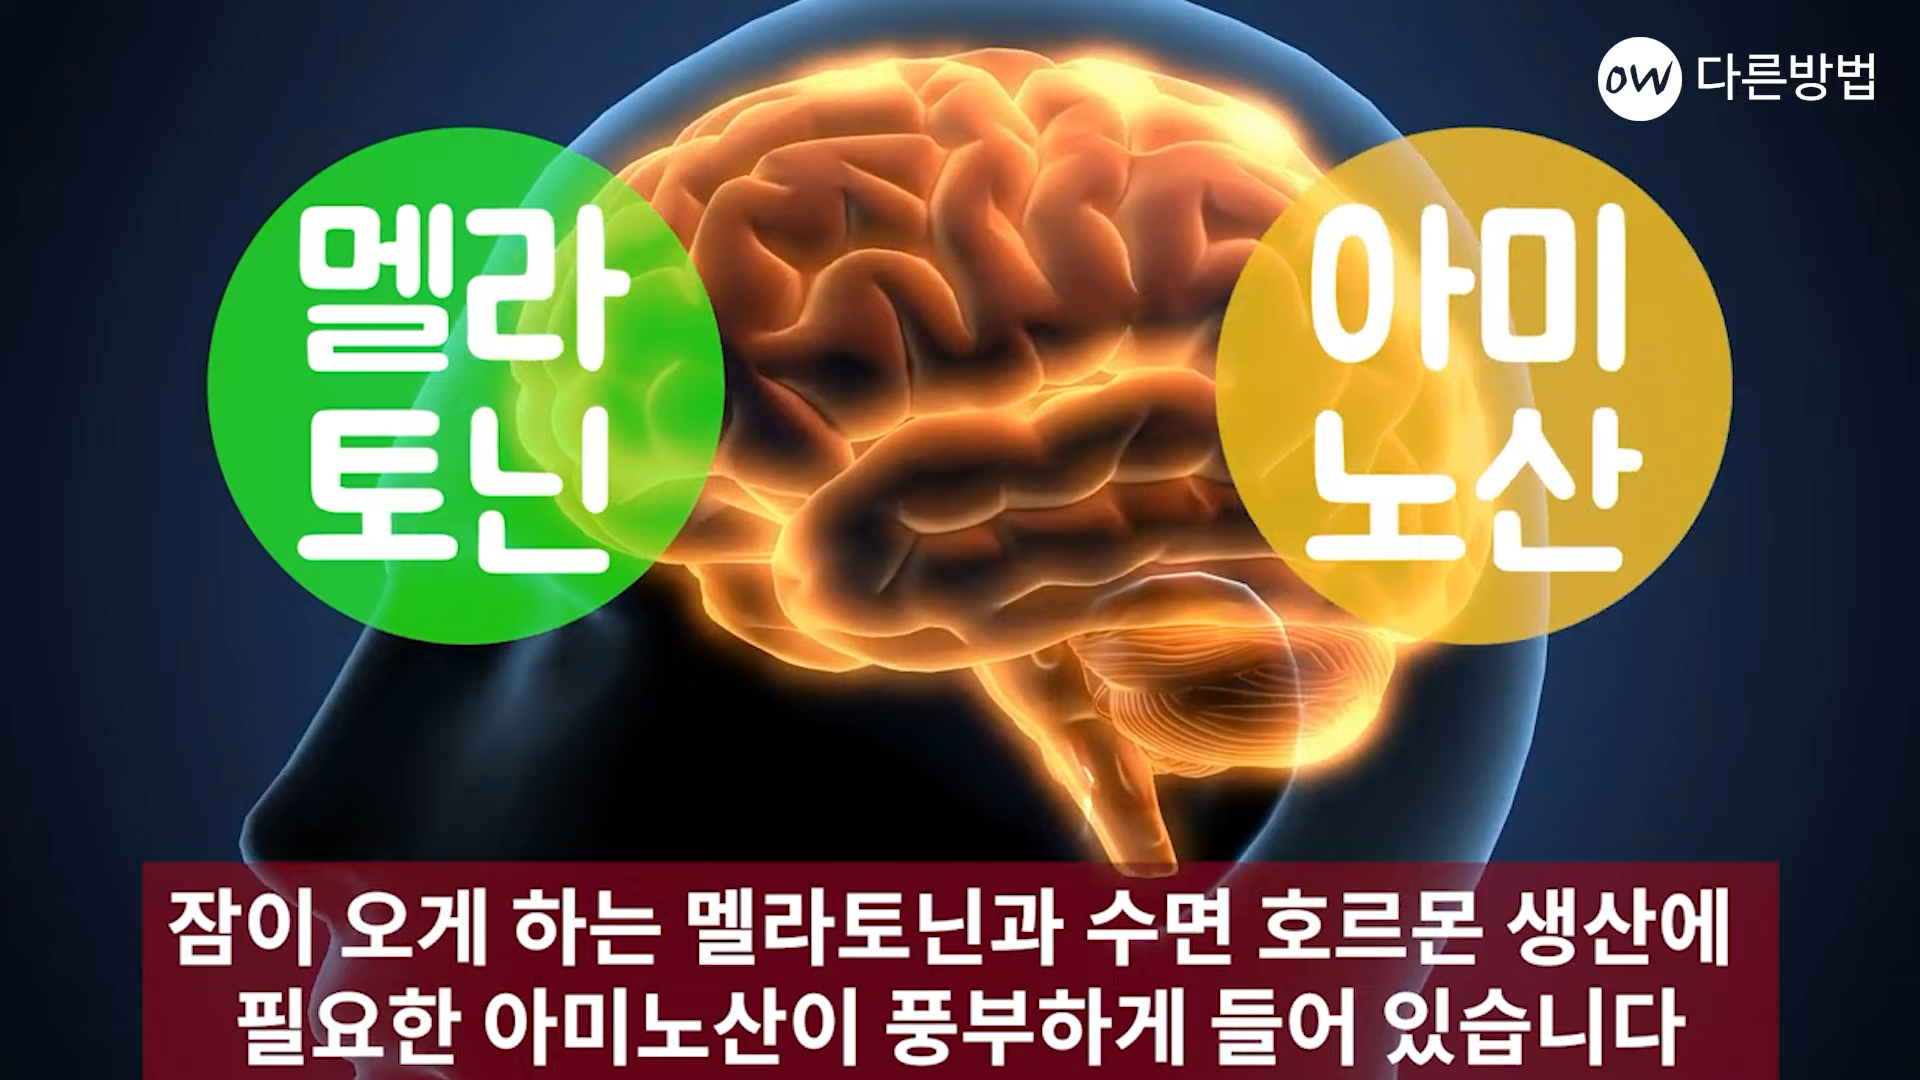 OW 다른방법
멜라
토닌
아미
노산
잠이 오게 하는 멜라토닌과 수면 호르몬 생산에
필요한 아미노산이 풍부하게 들어 있습니다